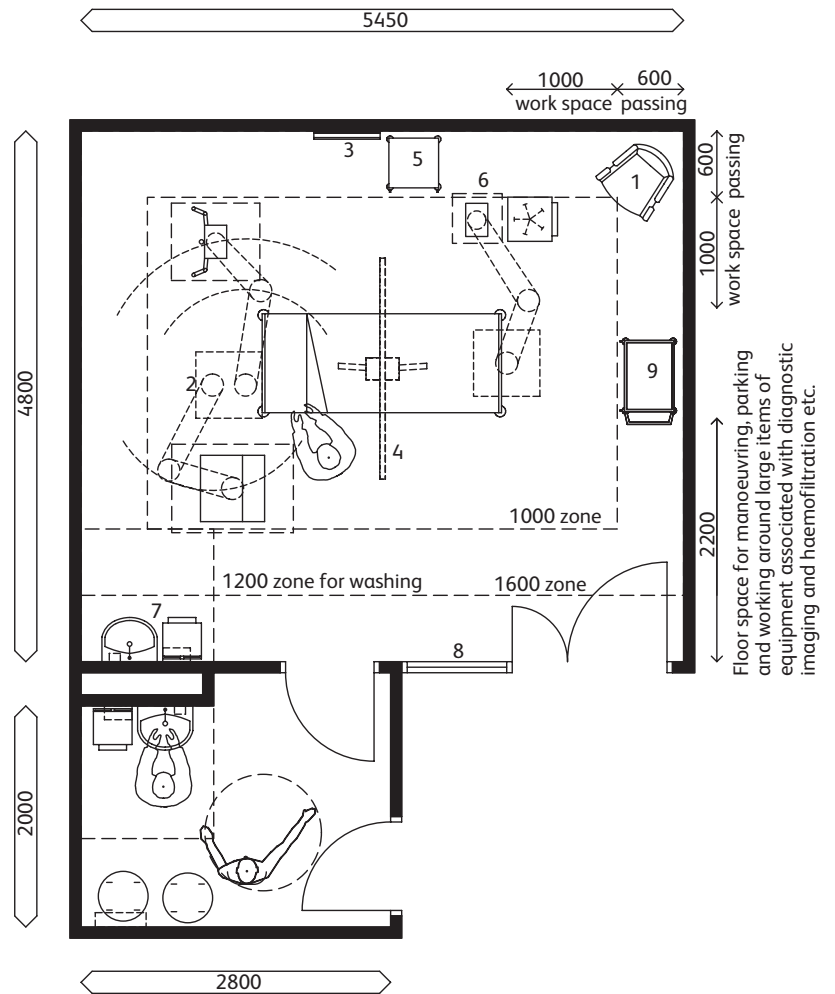 5450
1000
600
work space
passing
3
5
1
6
600
passing
1000
work space
4800
2
9
4
1000 zone
2200
Floor space for manoeuvring, parking
and working around large items of
equipment associated with diagnostic
imaging and haemofiltration etc.
1200 zone for washing
1600 zone
7
8
2000
2800